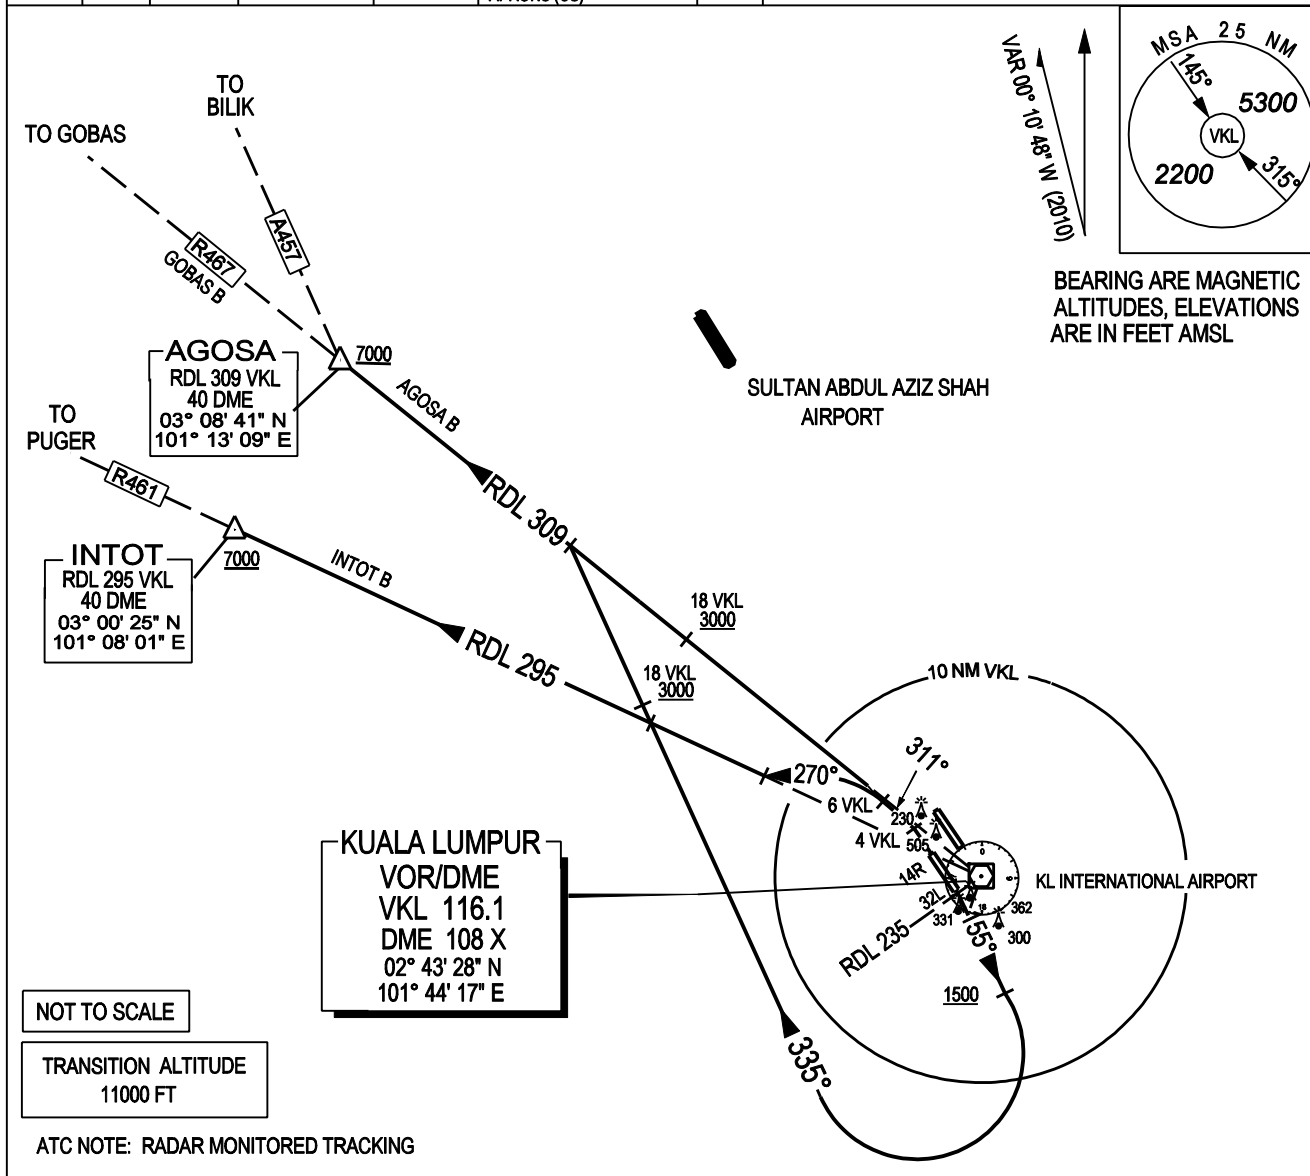 MSA 25 NM
145°
5300
VKL
2200
315°
VAR 00° 10' 48" W (2010)
BEARING ARE MAGNETIC
ALTITUDES, ELEVATIONS
ARE IN FEET AMSL
TO
BILIK
TO GOBAS
A457
R467
GOBAS B
AGOSA
RDL 309 VKL
40 DME
03° 08' 41" N
101° 13' 09" E
7000
AGOSA B
SULTAN ABDUL AZIZ SHAH
AIRPORT
TO
PUGER
R461
INTOT
RDL 295 VKL
40 DME
03° 00' 25" N
101° 08' 01" E
7000
INTOT B
RDL 309
RDL 295
18 VKL
3000
18 VKL
3000
10 NM VKL
311°
270°
6 VKL
230
4 VKL
505
14R
32L
0
KL INTERNATIONAL AIRPORT
RDL 235
331
18
362
300
155°
1500
335°
KUALA LUMPUR
VOR/DME
VKL 116.1
DME 108 X
02° 43' 28" N
101° 44' 17" E
NOT TO SCALE
TRANSITION ALTITUDE
11000 FT
ATC NOTE: RADAR MONITORED TRACKING